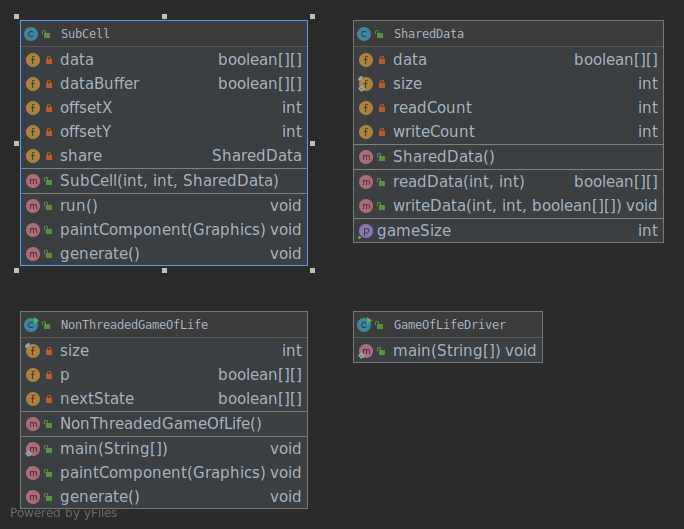 SubCell
data boolean[][]
dataBuffer boolean[][]
offsetX int
offsetY int
share SharedData
SubCell(int, int, SharedData)
run() void
paintComponent(Graphics) void
generate() void
SharedData
data boolean[][]
size int
readCount int
writeCount int
SharedData()
readData(int, int) boolean[][]
writeData(int, int, boolean[][]) void
gameSize int
NonThreadedGameOfLife
size int
p boolean[][]
nextState boolean[][]
NonThreadedGameOfLife()
main(String[]) void
paintComponent(Graphics) void
generate() void
GameOfLifeDriver
main(String[]) void
Powered by yFiles